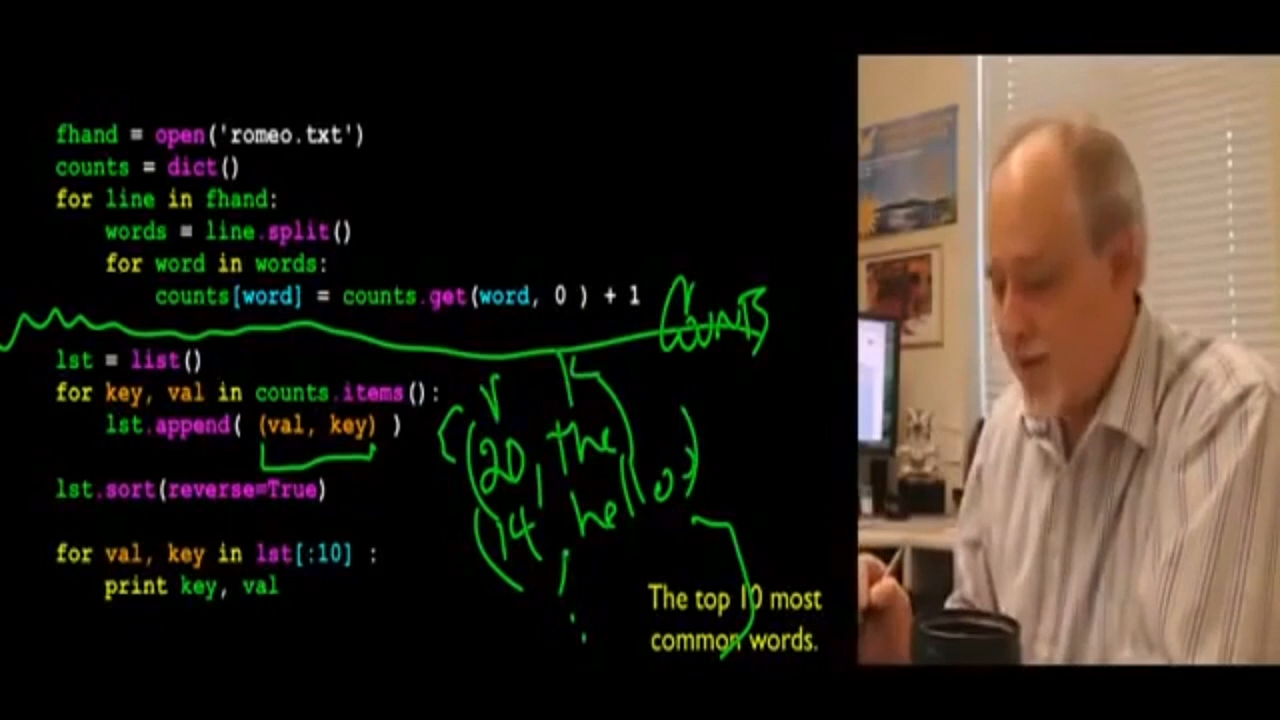 fhand = open('romeo.txt')
counts = dict()
for line in fhand:
    words = line.split()
    for word in words:
        counts[word] = counts.get(word, 0 ) + 1
Counts
lst = list()
for key, val in counts.items():
    lst.append( (val, key) )
v k
(20, the)
(14, hello)
lst.sort(reverse=True)
for val, key in lst[:10] :
    print key, val
The top 10 most
common words.